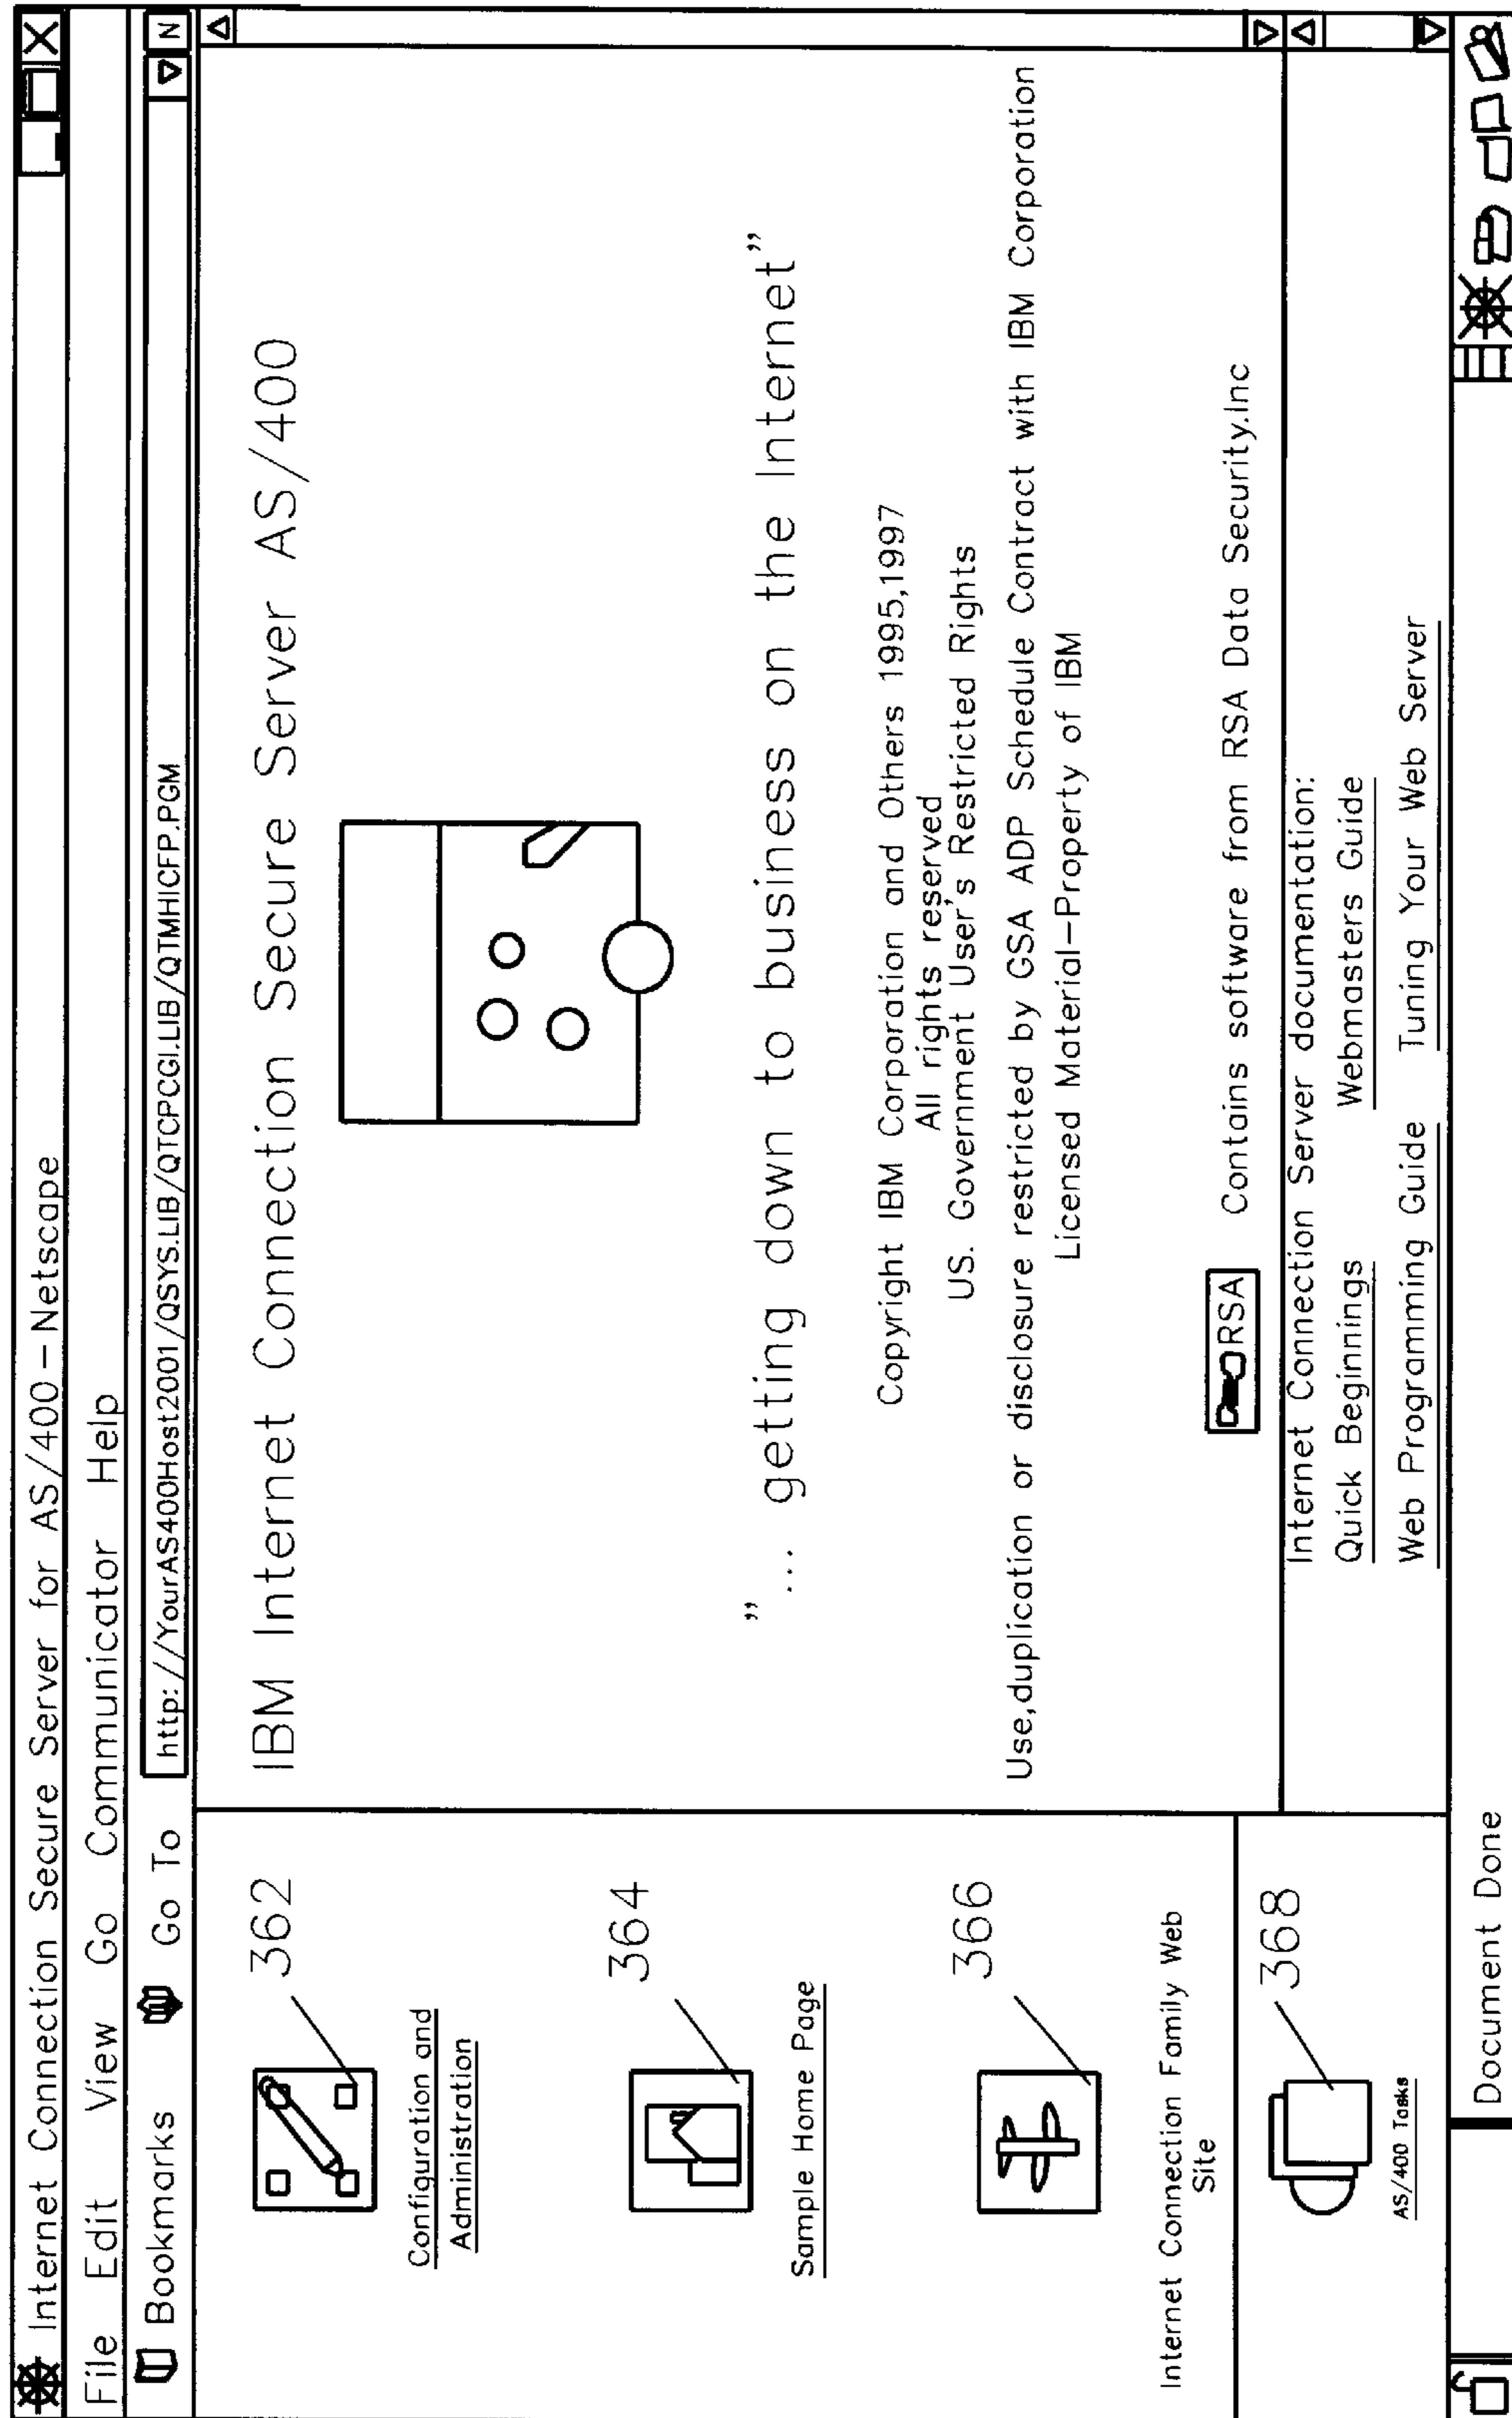 Internet Connection Secure Server for AS/400 – Netscape
File Edit View Go Communicator Help
Bookmarks Go To http://YourAS400Host2001/QSYS.LIB/QTCPCGI.LIB/QTMHICFP.PGM N
362
Configuration and
Administration
364
Sample Home Page
366
Internet Connection Family Web
Site
368
AS/400 Tasks
IBM Internet Connection Secure Server AS/400
"... getting down to business on the Internet"
Copyright IBM Corporation and Others 1995,1997
All rights reserved
US. Government User's Restricted Rights
Use,duplication or disclosure restricted by GSA ADP Schedule Contract with IBM Corporation
Licensed Material–Property of IBM
RSA Contains software from RSA Data Security.Inc
Internet Connection Server documentation:
Quick Beginnings Webmasters Guide
Web Programming Guide Tuning Your Web Server
Document Done